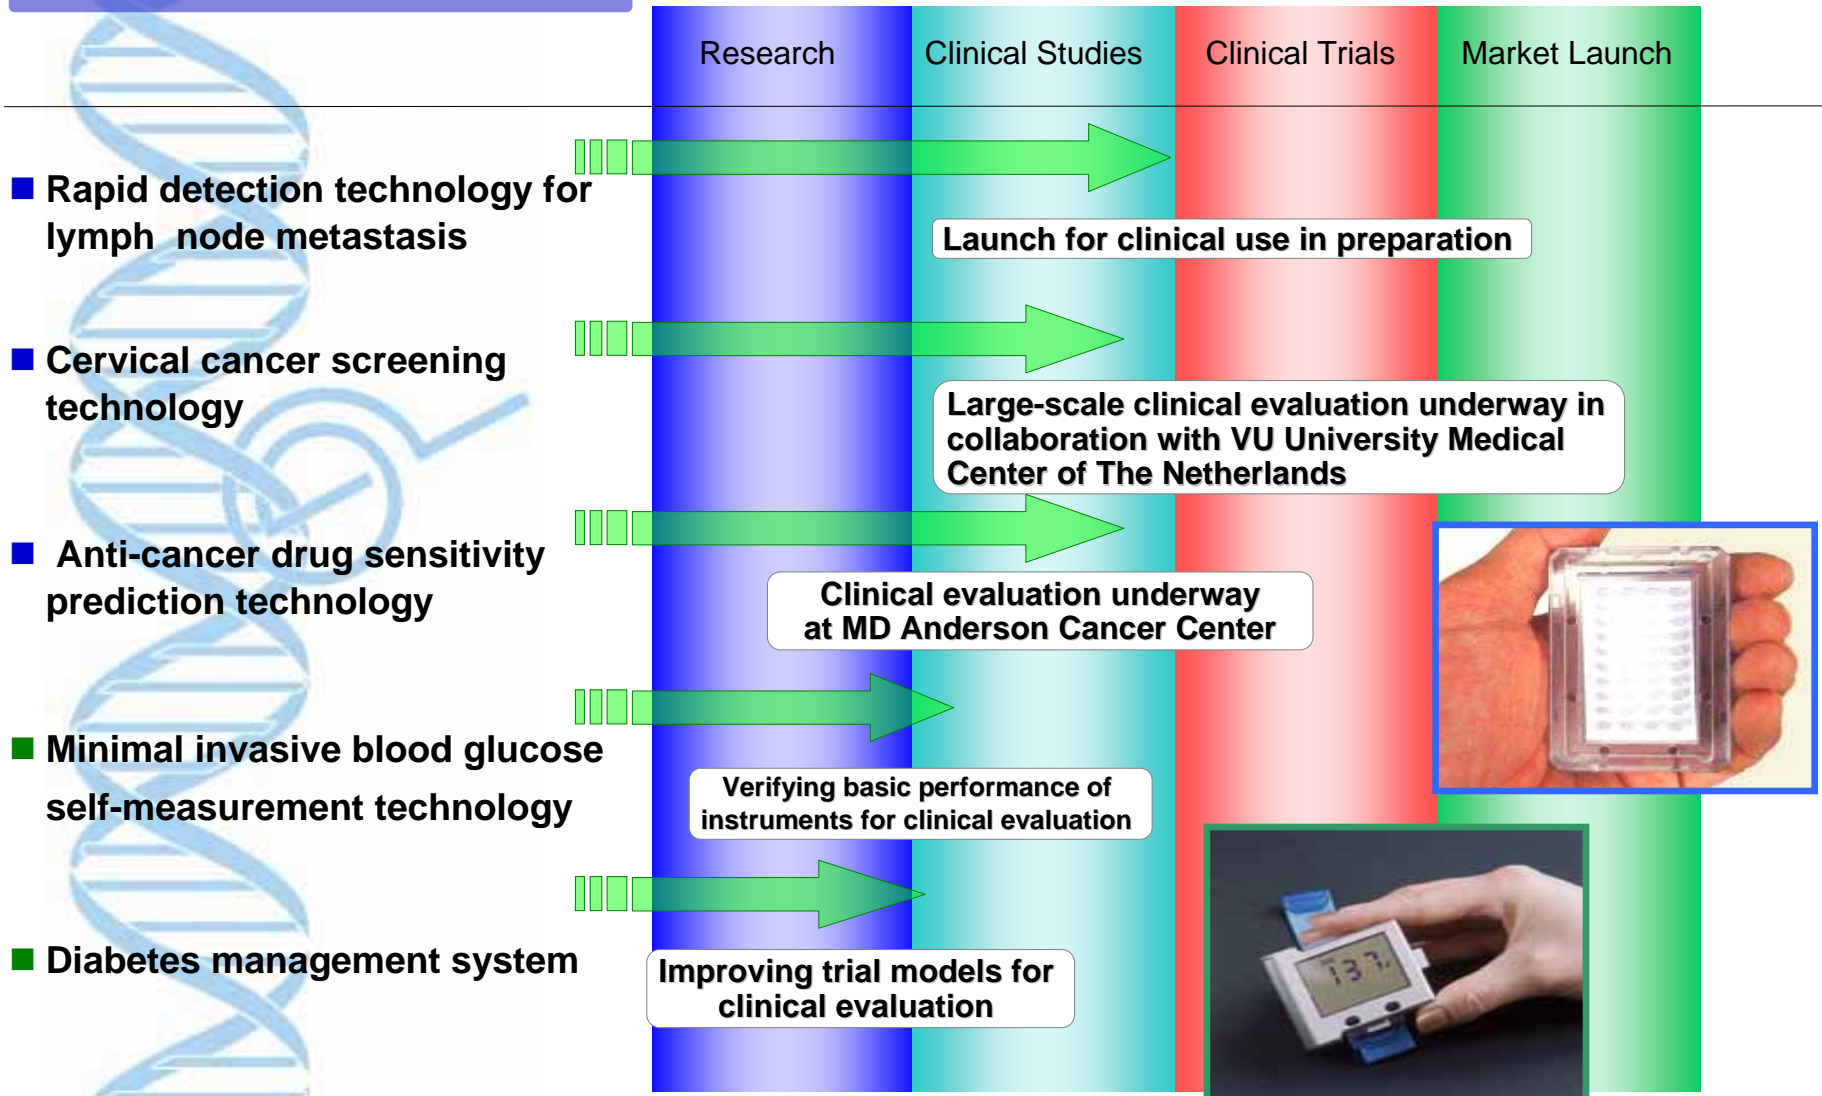 Research
Clinical Studies
Clinical Trials
Market Launch
Rapid detection technology for
lymph node metastasis
Launch for clinical use in preparation
Cervical cancer screening
technology
Large-scale clinical evaluation underway in
collaboration with VU University Medical
Center of The Netherlands
Anti-cancer drug sensitivity
prediction technology
Clinical evaluation underway
at MD Anderson Cancer Center
Minimal invasive blood glucose
self-measurement technology
Verifying basic performance of
instruments for clinical evaluation
Diabetes management system
Improving trial models for
clinical evaluation
137